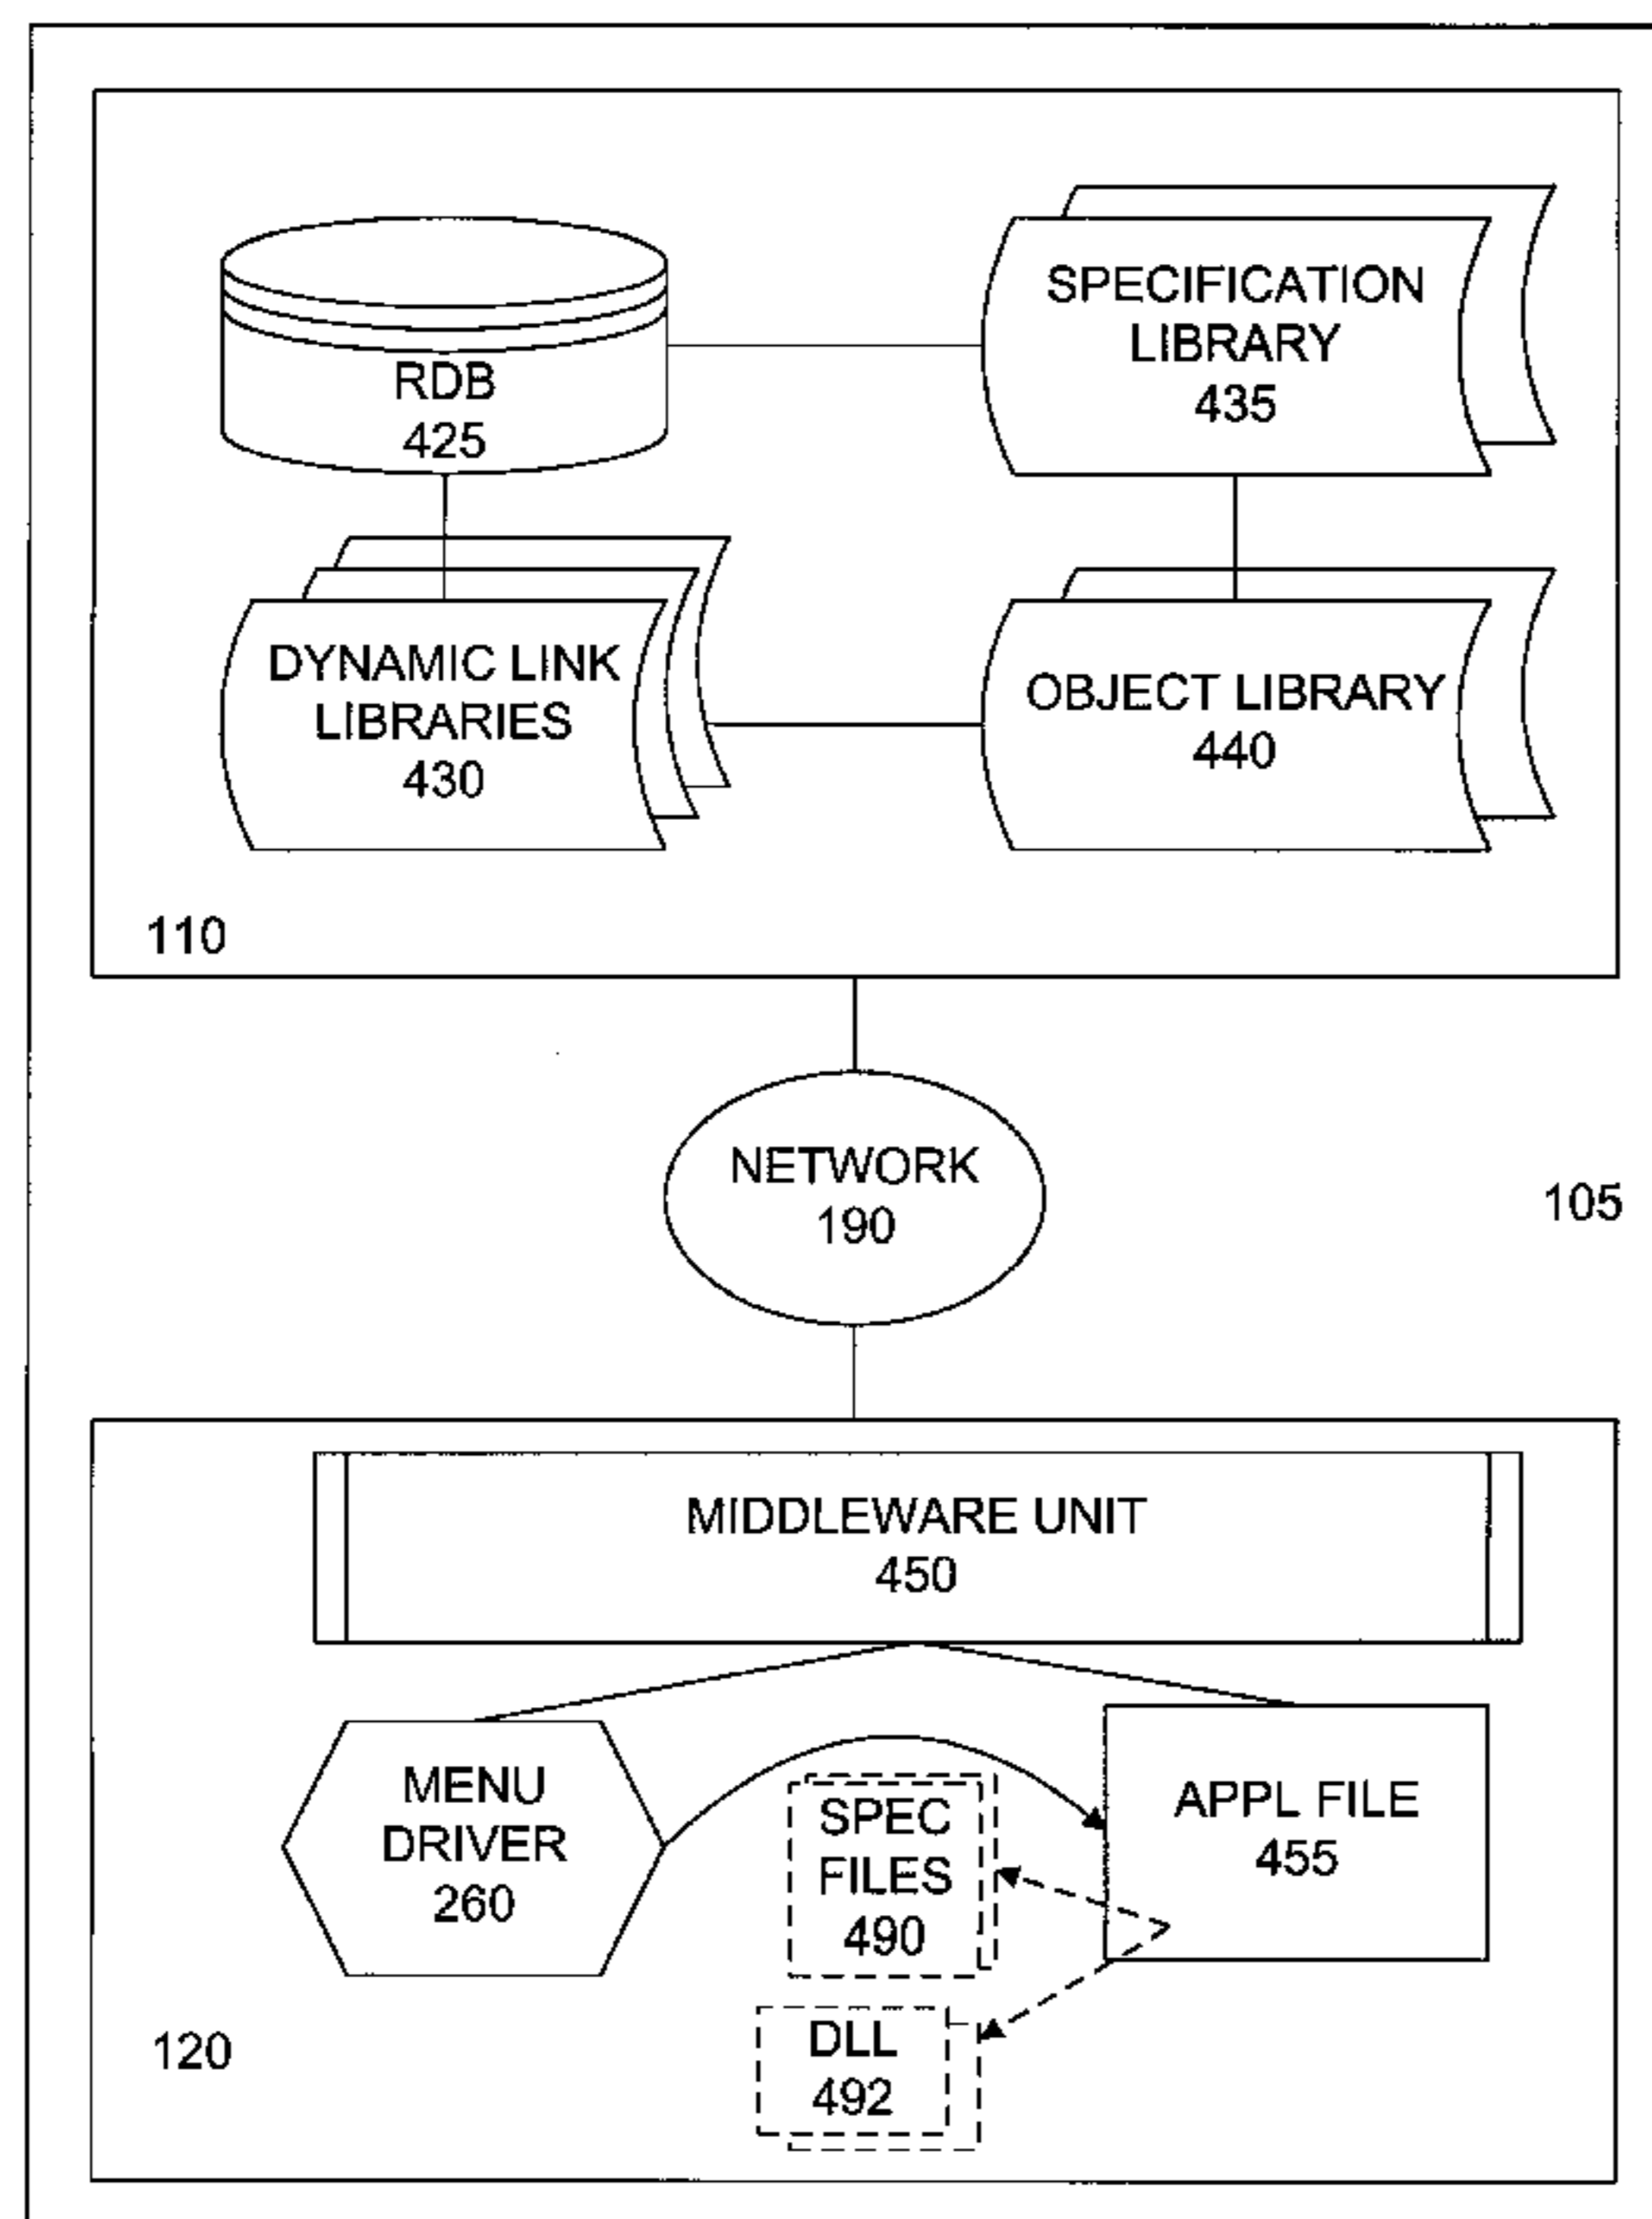 RDB
425
SPECIFICATION
LIBRARY
435
DYNAMIC LINK
LIBRARIES
430
OBJECT LIBRARY
440
110
NETWORK
190
105
MIDDLEWARE UNIT
450
MENU
DRIVER
260
SPEC
FILES
490
APPL FILE
455
DLL
492
120